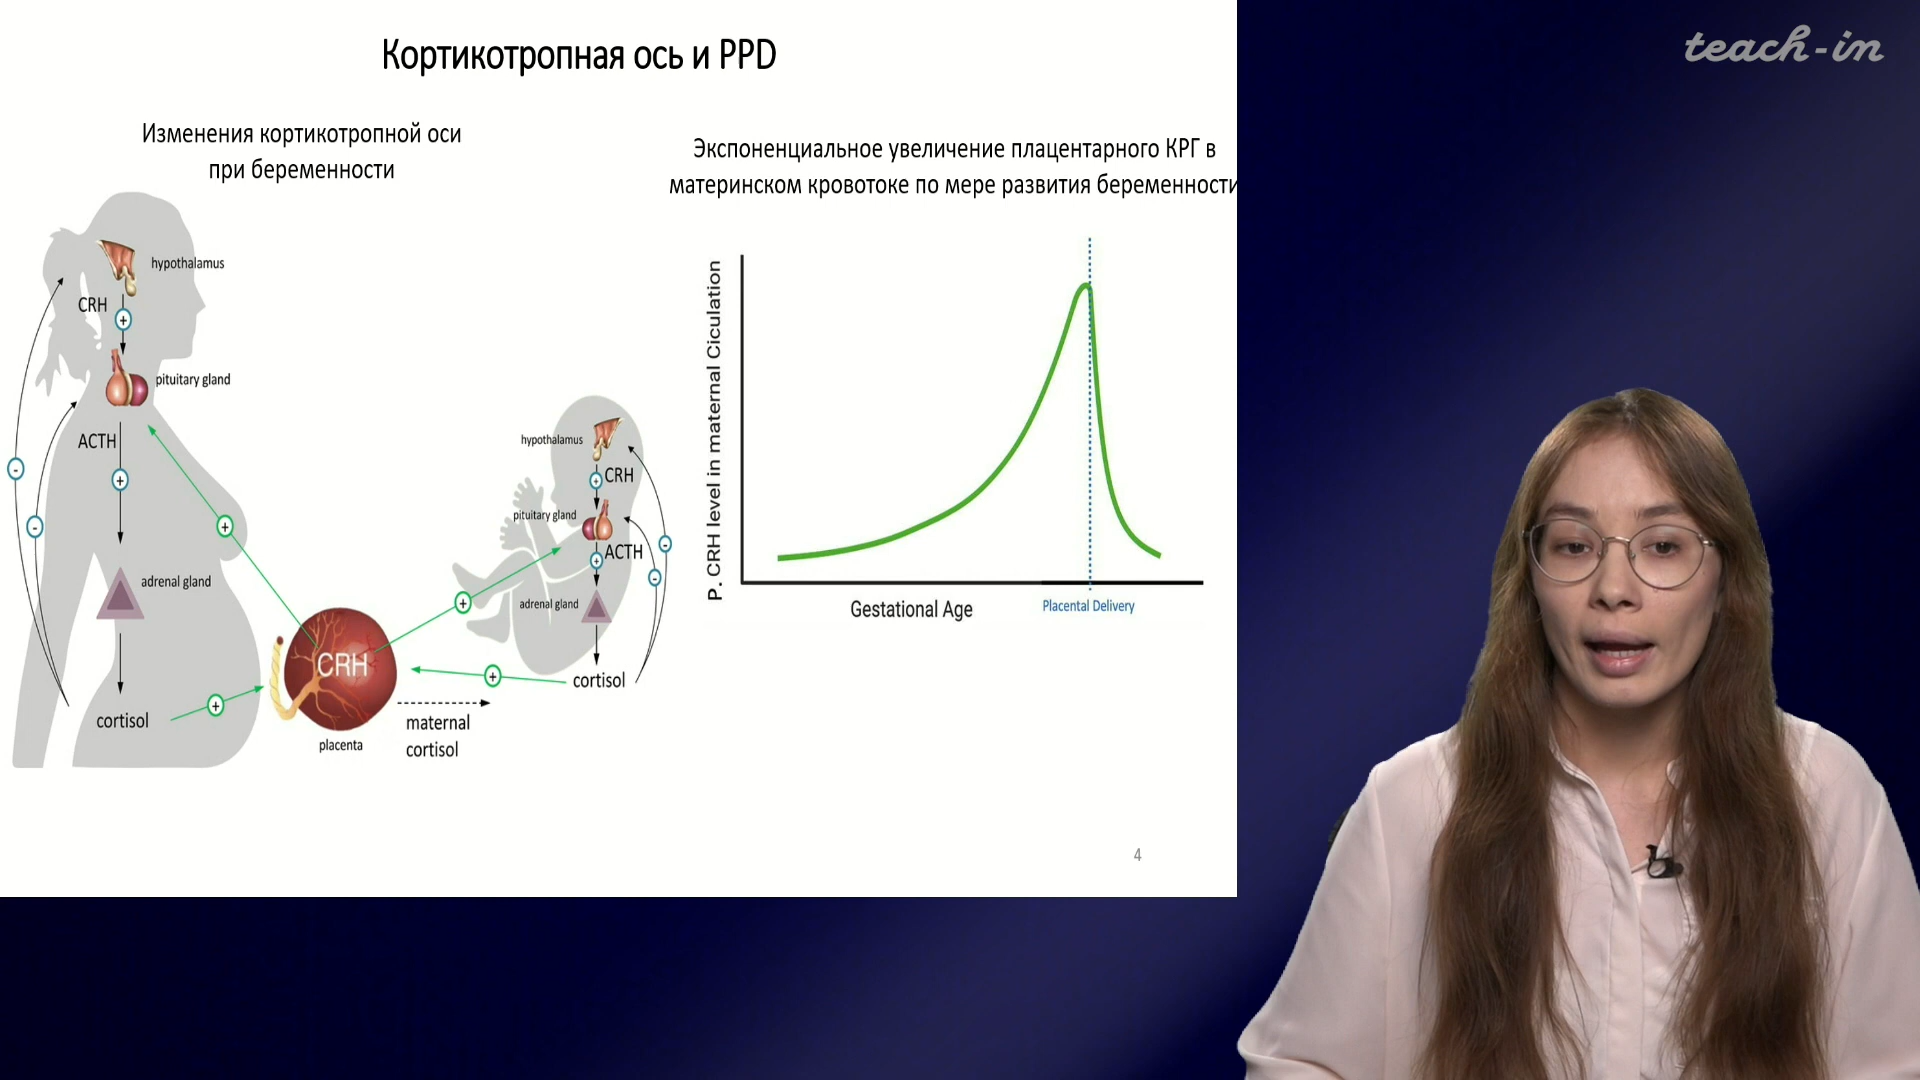 teach-in
Кортикотропная ось и PPD
Изменения кортикотропной оси
при беременности
hypothalamus
CRH
+
pituitary gland
ACTH
+
-
-
+
adrenal gland
cortisol
+
CRH
placenta
maternal
cortisol
+
hypothalamus
CRH
+
pituitary gland
ACTH
+
adrenal gland
-
-
cortisol
+
Экспоненциальное увеличение плацентарного КРГ в
материнском кровотоке по мере развития беременности
P. CRH level in maternal Ciculation
Gestational Age
Placental Delivery
4